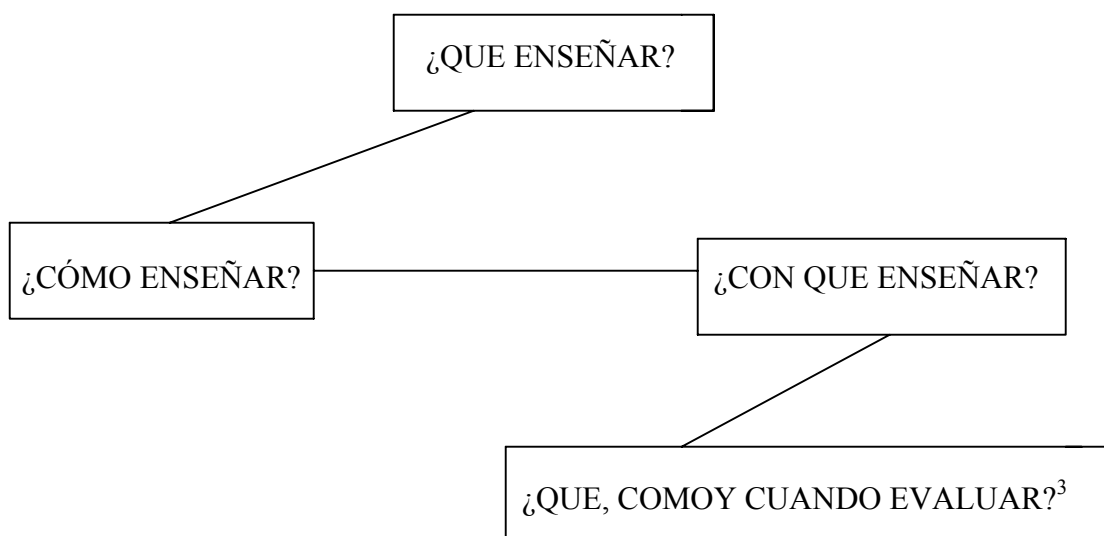 ¿QUE ENSEÑAR?
¿CÓMO ENSEÑAR?
¿CON QUE ENSEÑAR?
¿QUE, COMOY CUANDO EVALUAR?³